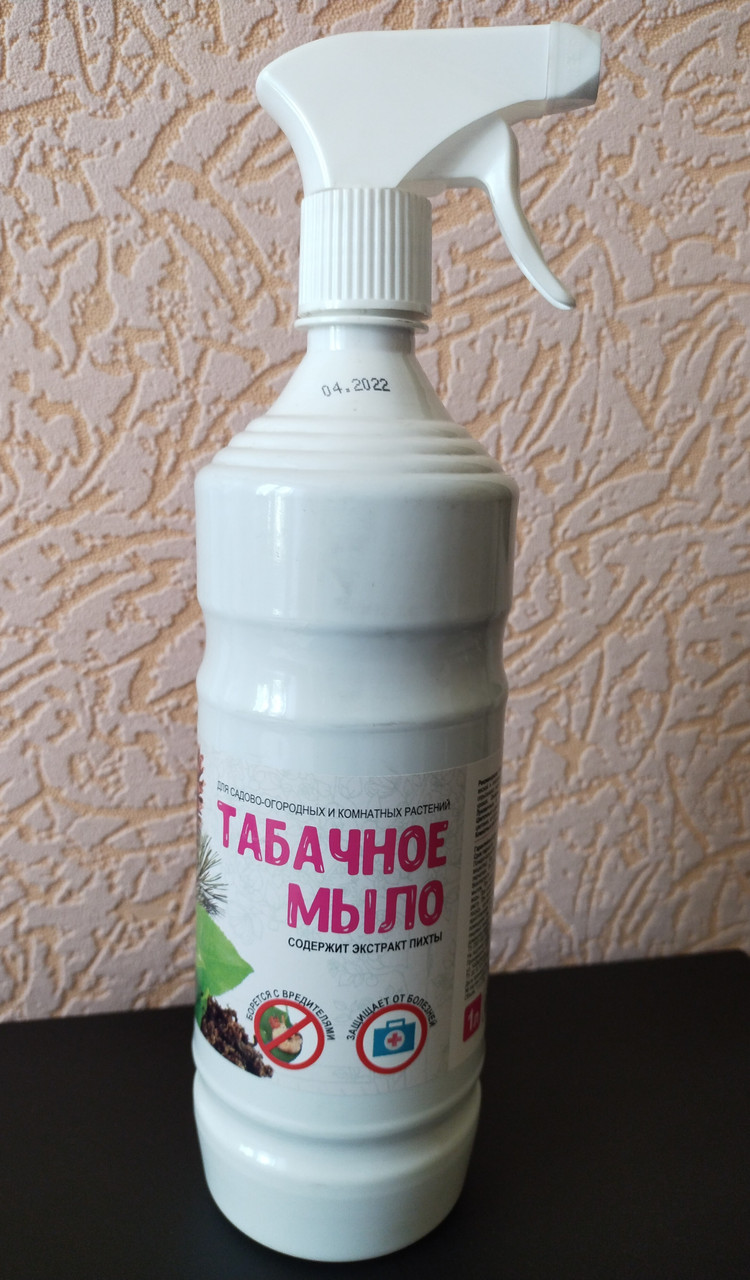 04.2022
ДЛЯ САДОВО-ОГОРОДНЫХ И КОМНАТНЫХ РАСТЕНИЙ
ТАБАЧНОЕ
МЫЛО
СОДЕРЖИТ ЭКСТРАКТ ПИХТЫ
БОРЕТСЯ С ВРЕДИТЕЛЯМИ
ЗАЩИЩАЕТ ОТ БОЛЕЗНЕЙ
1л